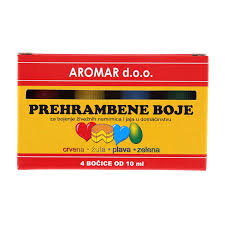 AROMAR d.o.o.
PREHRAMBENE BOJE
za bojenje živežnih namirnica i jaja u domaćinstvu
crvena · žuta · plava · zelena
4 BOČICE OD 10 ml